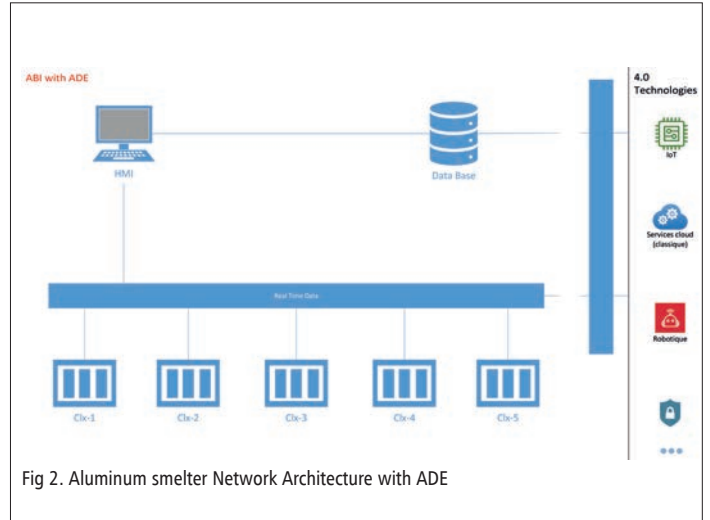 ABI with ADE
4.0
Technologies
HMI
Data Base
IoT
Services cloud
(classique)
Real Time Data
Robotique
Clx-1
Clx-2
Clx-3
Clx-4
Clx-5
Fig 2. Aluminum smelter Network Architecture with ADE